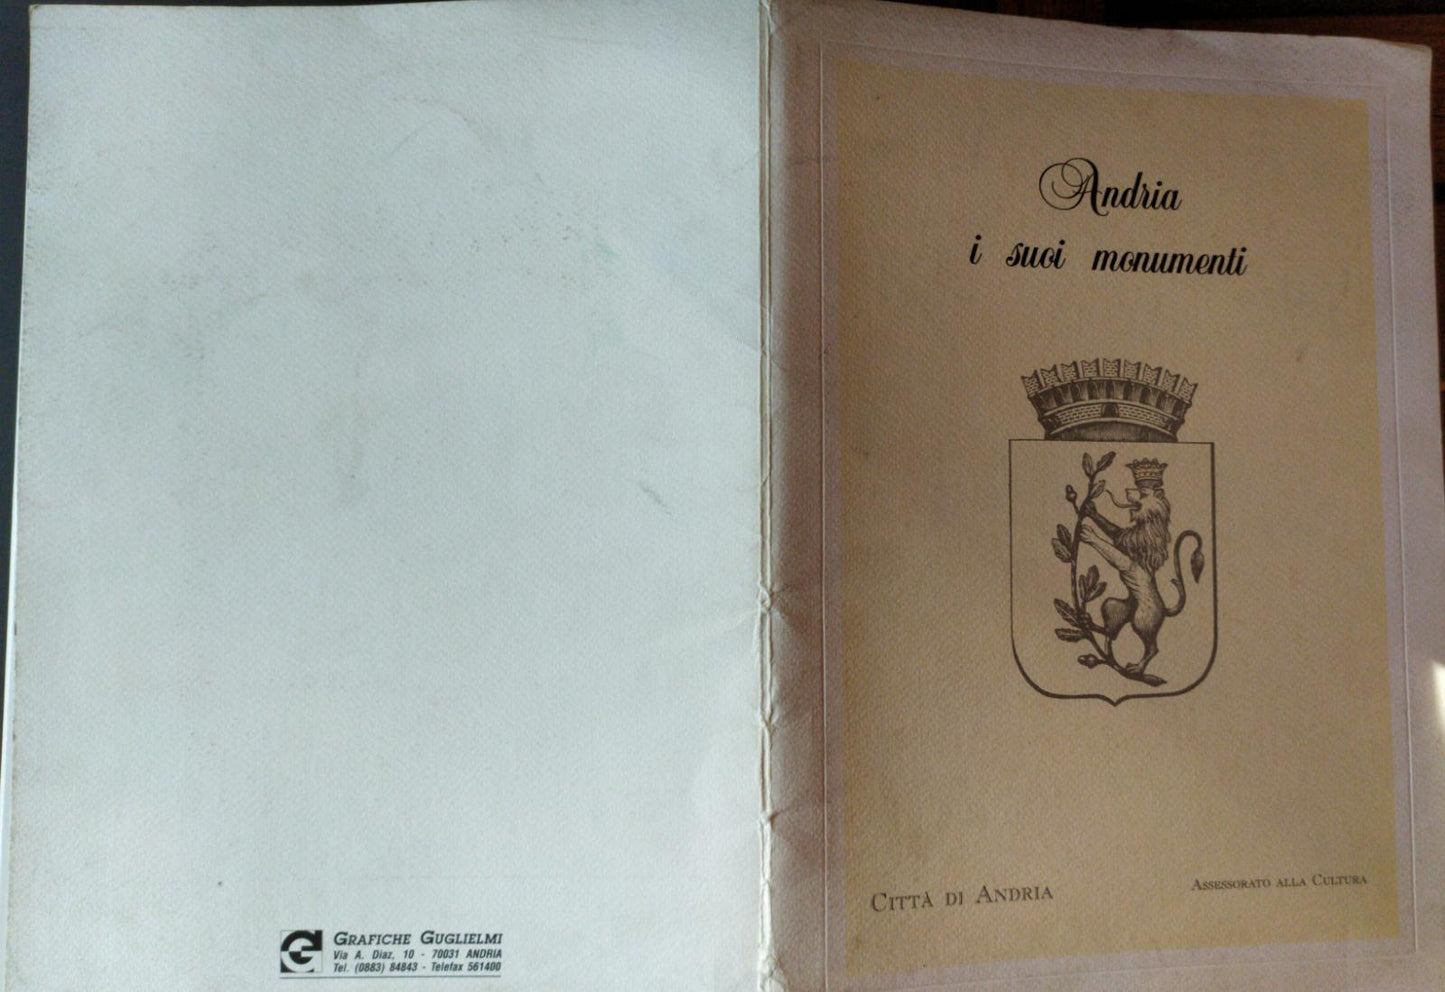 Andria
i suoi monumenti
Città di Andria
Assessorato alla Cultura
Grafiche Guglielmi
Via A. Diaz, 10 - 70031 ANDRIA
Tel. (0883) 84843 - Telefax 561400